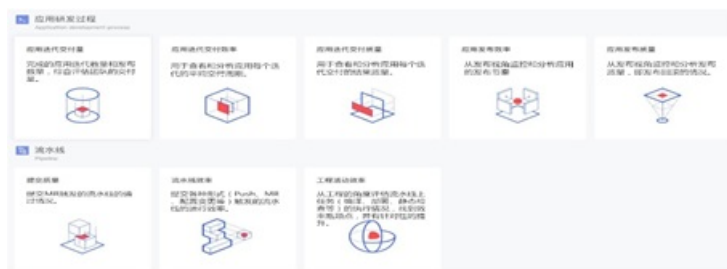 应用研发过程
Application development process
应用迭代交付量
应用迭代交付效率
应用迭代交付质量
应用发布效率
应用发布质量
完成的应用迭代数量和发布
数量，综合评估团队的交付
量。
用于查看和分析应用每个迭
代的平均交付周期。
用于查看和分析应用每个迭
代交付的结果质量。
从发布视角监控和分析应用
的发布节奏
从发布视角监控和分析发布
质量，即发布回滚的情况。
流水线
Pipeline
提交质量
流水线效率
工程活动效率
提交MR触发的流水线的通
过情况。
提交各种形式（Push、MR
、配置变更等）触发的流水
线的运行效率。
从工程的角度评估流水线上
任务（编译、部署、静态检
查等）的执行情况，找到效
率瓶颈点，并有针对性的提
升。